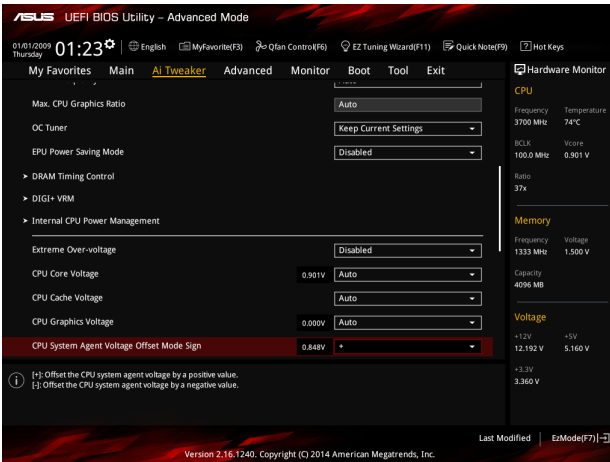 ASUS UEFI BIOS Utility – Advanced Mode
01/01/2009 Thursday 01:23 English MyFavorite(F3) Qfan Control(F6) EZ Tuning Wizard(F11) Quick Note(F9) ? Hot Keys
My Favorites Main Ai Tweaker Advanced Monitor Boot Tool Exit
Hardware Monitor
Max. CPU Graphics Ratio Auto
OC Tuner Keep Current Settings
EPU Power Saving Mode Disabled
> DRAM Timing Control
> DIGI+ VRM
> Internal CPU Power Management
Extreme Over-voltage Disabled
CPU Core Voltage 0.901V Auto
CPU Cache Voltage Auto
CPU Graphics Voltage 0.000V Auto
CPU System Agent Voltage Offset Mode Sign 0.848V +
[+]: Offset the CPU system agent voltage by a positive value.
[-]: Offset the CPU system agent voltage by a negative value.
CPU
Frequency Temperature
3700 MHz 74°C
BCLK Vcore
100.0 MHz 0.901 V
Ratio
37x
Memory
Frequency Voltage
1333 MHz 1.500 V
Capacity
4096 MB
Voltage
+12V +5V
12.192 V 5.160 V
+3.3V
3.360 V
Last Modified EzMode(F7)
Version 2.16.1240. Copyright (C) 2014 American Megatrends, Inc.